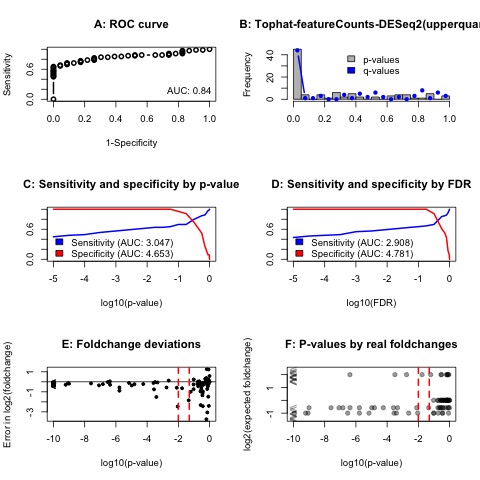 A: ROC curve
Sensitivity
0.0 0.6
AUC: 0.84
0.0 0.2 0.4 0.6 0.8 1.0
1-Specificity
B: Tophat-featureCounts-DESeq2(upperquar
Frequency
0 20 40
p-values
q-values
0.0 0.2 0.4 0.6 0.8 1.0
C: Sensitivity and specificity by p-value
0.0 0.6
Sensitivity (AUC: 3.047)
Specificity (AUC: 4.653)
-5 -4 -3 -2 -1 0
log10(p-value)
D: Sensitivity and specificity by FDR
0.0 0.6
Sensitivity (AUC: 2.908)
Specificity (AUC: 4.781)
-5 -4 -3 -2 -1 0
log10(FDR)
E: Foldchange deviations
Error in log2(foldchange)
-3 -1 1
-10 -8 -6 -4 -2 0
log10(p-value)
F: P-values by real foldchanges
log2(expected foldchange)
-1 1
-10 -8 -6 -4 -2 0
log10(p-value)